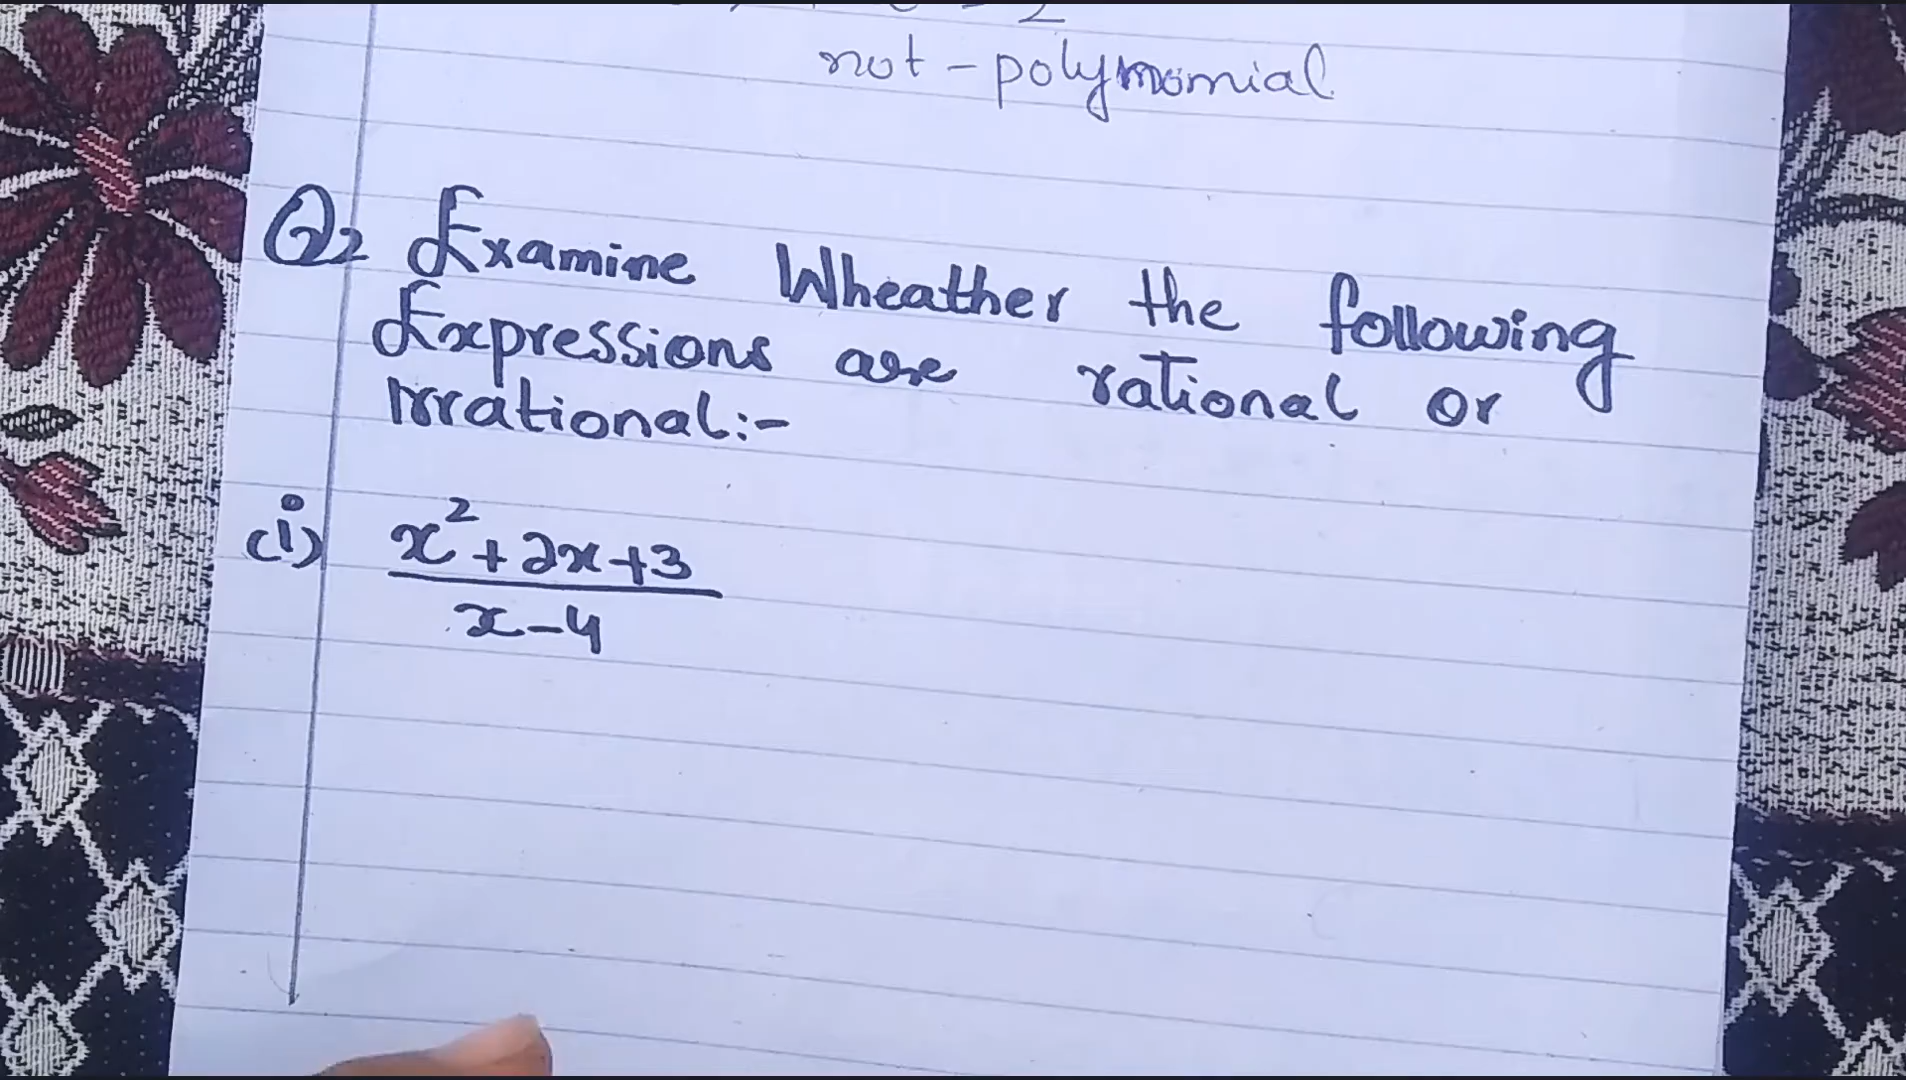 not - polynomial
Q2 Examine Wheather the following
Expressions are rational or
Irrational:-
(i) x²+2x+3
x-4